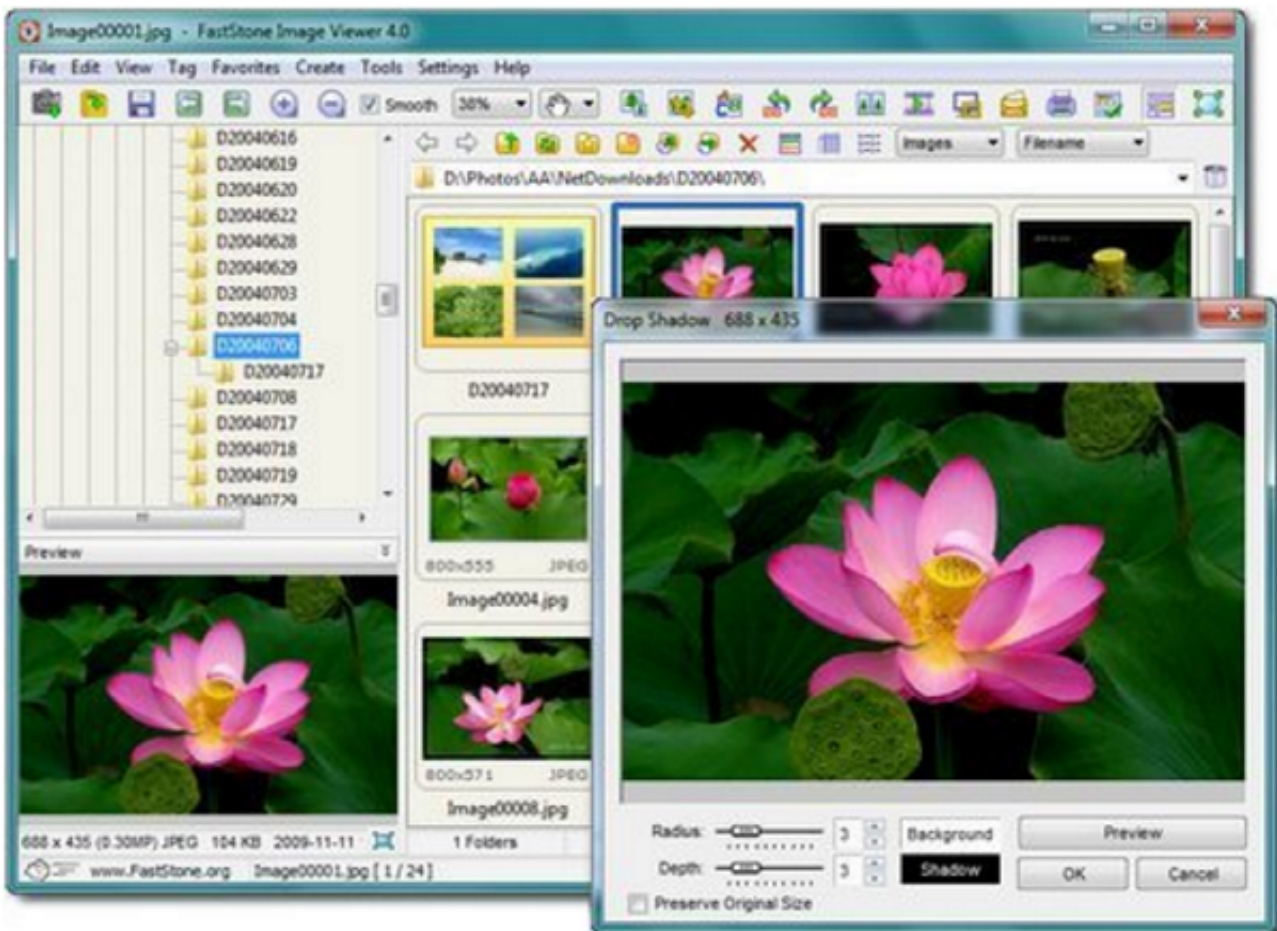 Image00001.jpg - FastStone Image Viewer 4.0
File Edit View Tag Favorites Create Tools Settings Help
Smooth 38%
Images Filename
D:\Photos\AA\NetDownloads\D20040706\
D20040616
D20040619
D20040620
D20040622
D20040628
D20040629
D20040703
D20040704
D20040706
D20040717
D20040708
D20040717
D20040718
D20040719
D20040729
Preview
688 x 435 (0.30MP) JPEG 104 KB 2009-11-11
www.FastStone.org Image00001.jpg [ 1 / 24 ]
D20040717
800x555 JPEG
Image00004.jpg
800x571 JPEG
Image00008.jpg
1 Folders
Drop Shadow 688 x 435
Radius: 3 Background Preview
Depth: 3 Shadow OK Cancel
Preserve Original Size